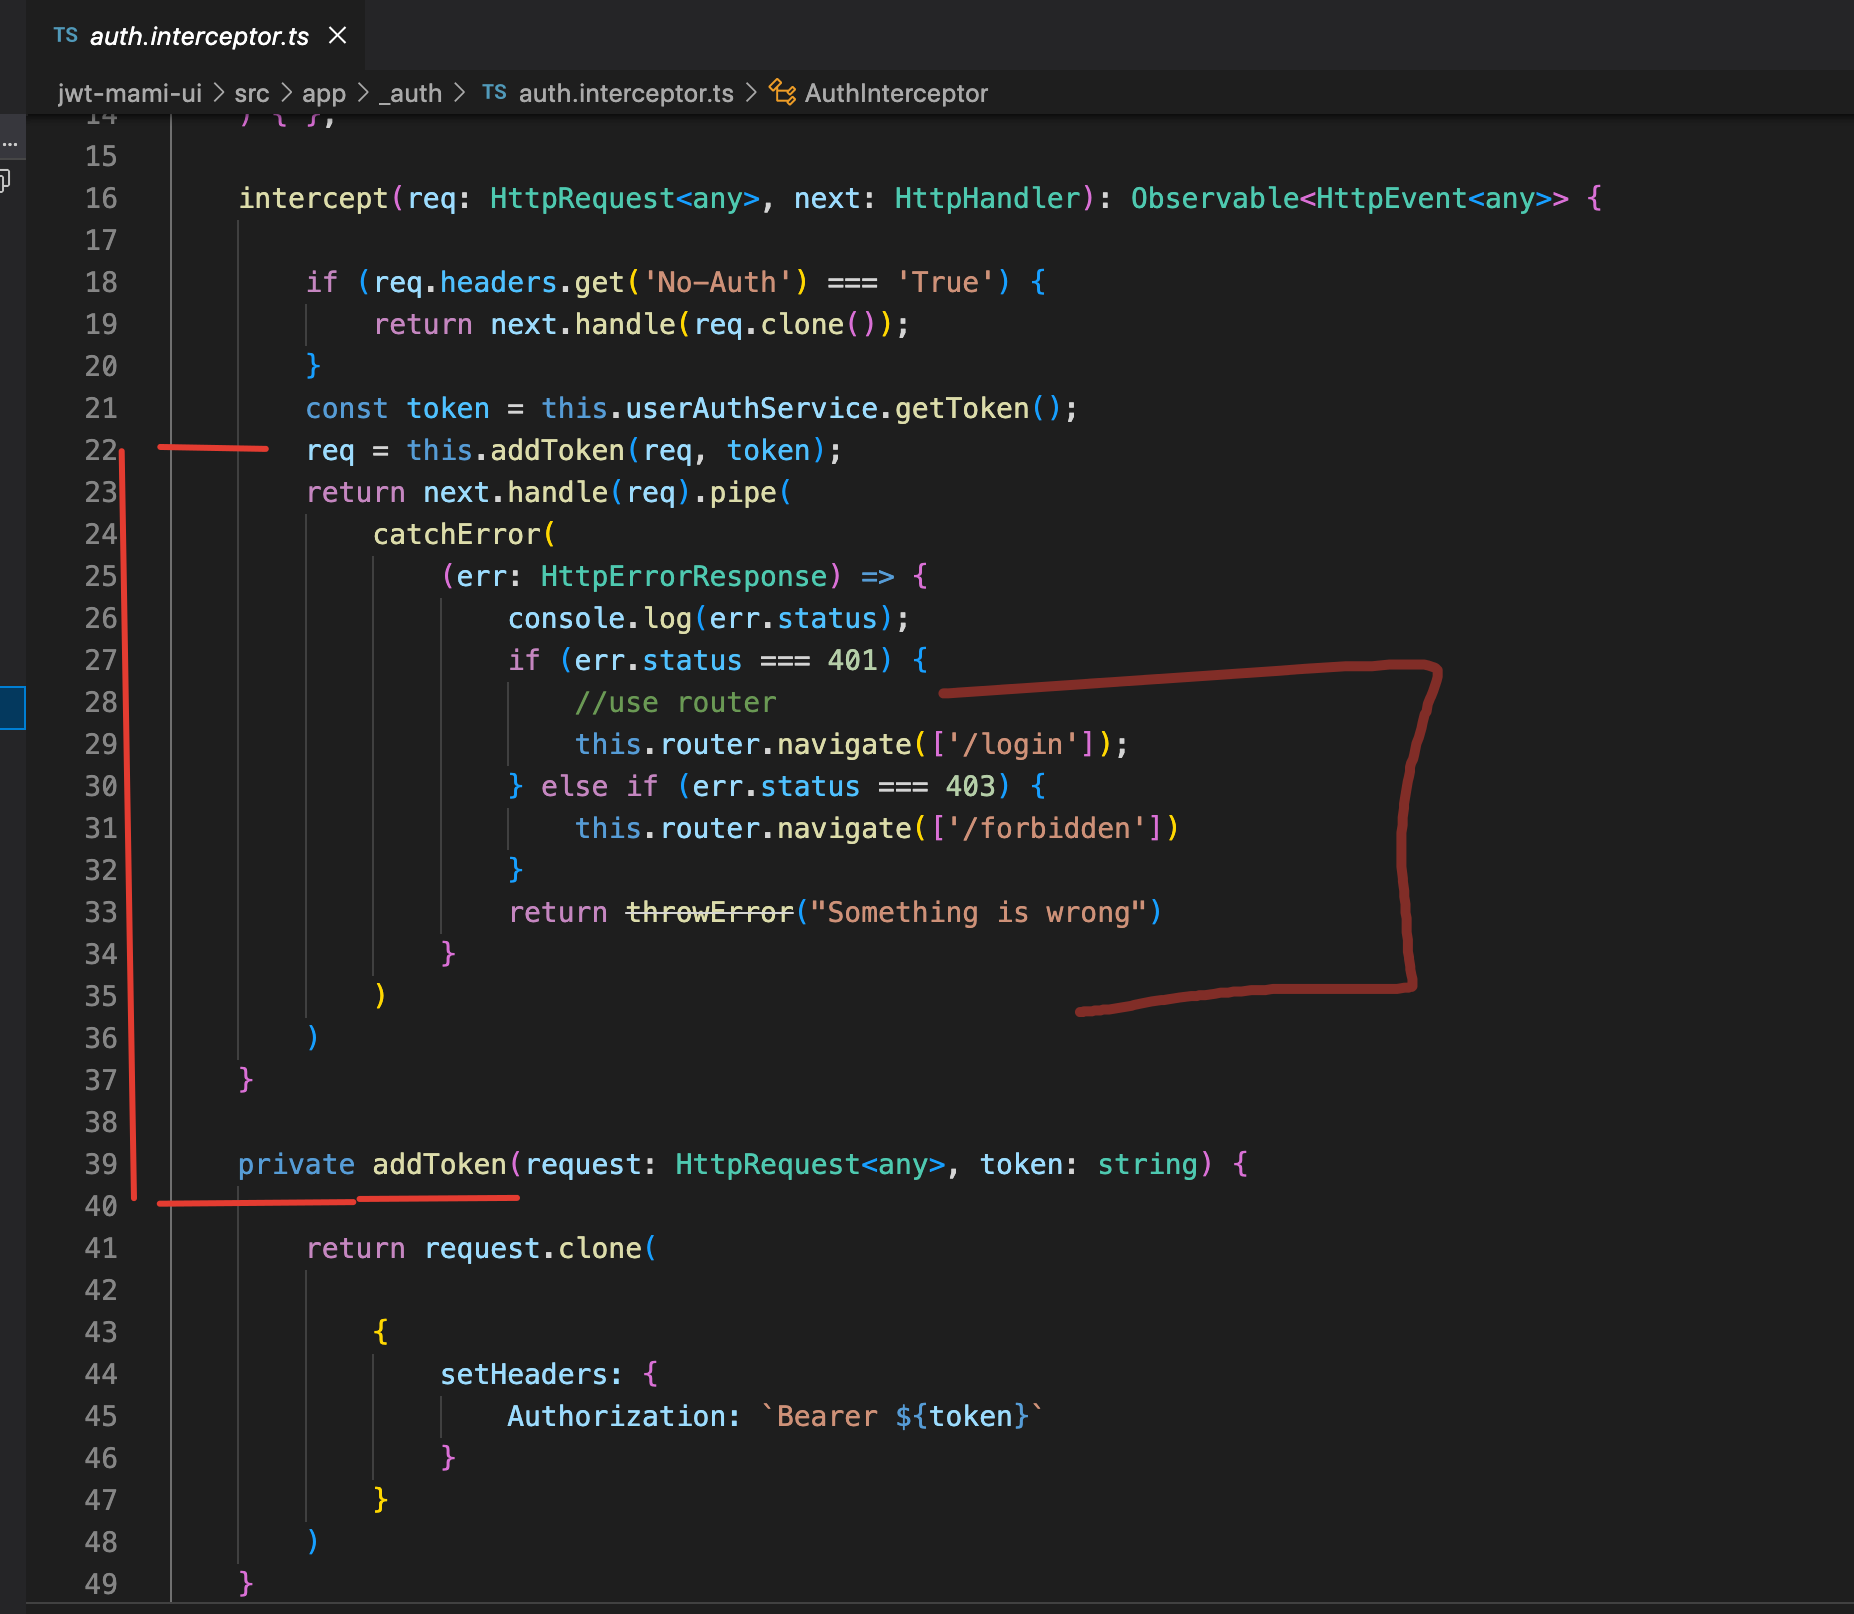 TS auth.interceptor.ts
jwt-mami-ui > src > app > _auth > TS auth.interceptor.ts > AuthInterceptor
14 ) { };
15
16 intercept(req: HttpRequest<any>, next: HttpHandler): Observable<HttpEvent<any>> {
17
18 if (req.headers.get('No-Auth') === 'True') {
19 return next.handle(req.clone());
20 }
21 const token = this.userAuthService.getToken();
22 req = this.addToken(req, token);
23 return next.handle(req).pipe(
24 catchError(
25 (err: HttpErrorResponse) => {
26 console.log(err.status);
27 if (err.status === 401) {
28 //use router
29 this.router.navigate(['/login']);
30 } else if (err.status === 403) {
31 this.router.navigate(['/forbidden'])
32 }
33 return throwError("Something is wrong")
34 }
35 )
36 )
37 }
38
39 private addToken(request: HttpRequest<any>, token: string) {
40
41 return request.clone(
42
43 {
44 setHeaders: {
45 Authorization: `Bearer ${token}`
46 }
47 }
48 )
49 }